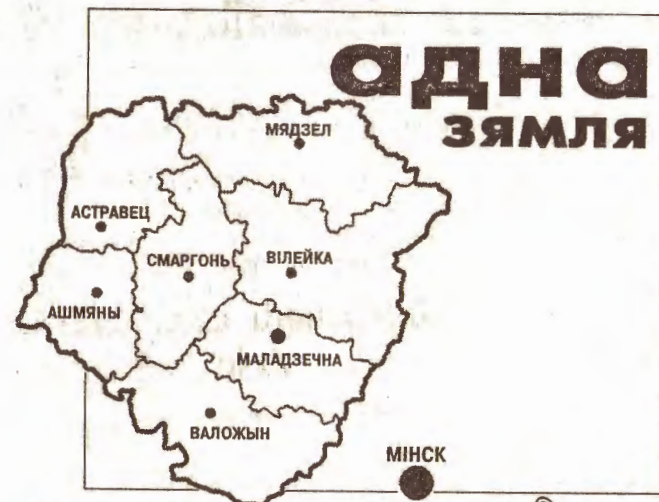 адна
зямля
МЯДЗЕЛ
АСТРАВЕЦ
СМАРГОНЬ
ВІЛЕЙКА
АШМЯНЫ
МАЛАДЗЕЧНА
ВАЛОЖЫН
МІНСК